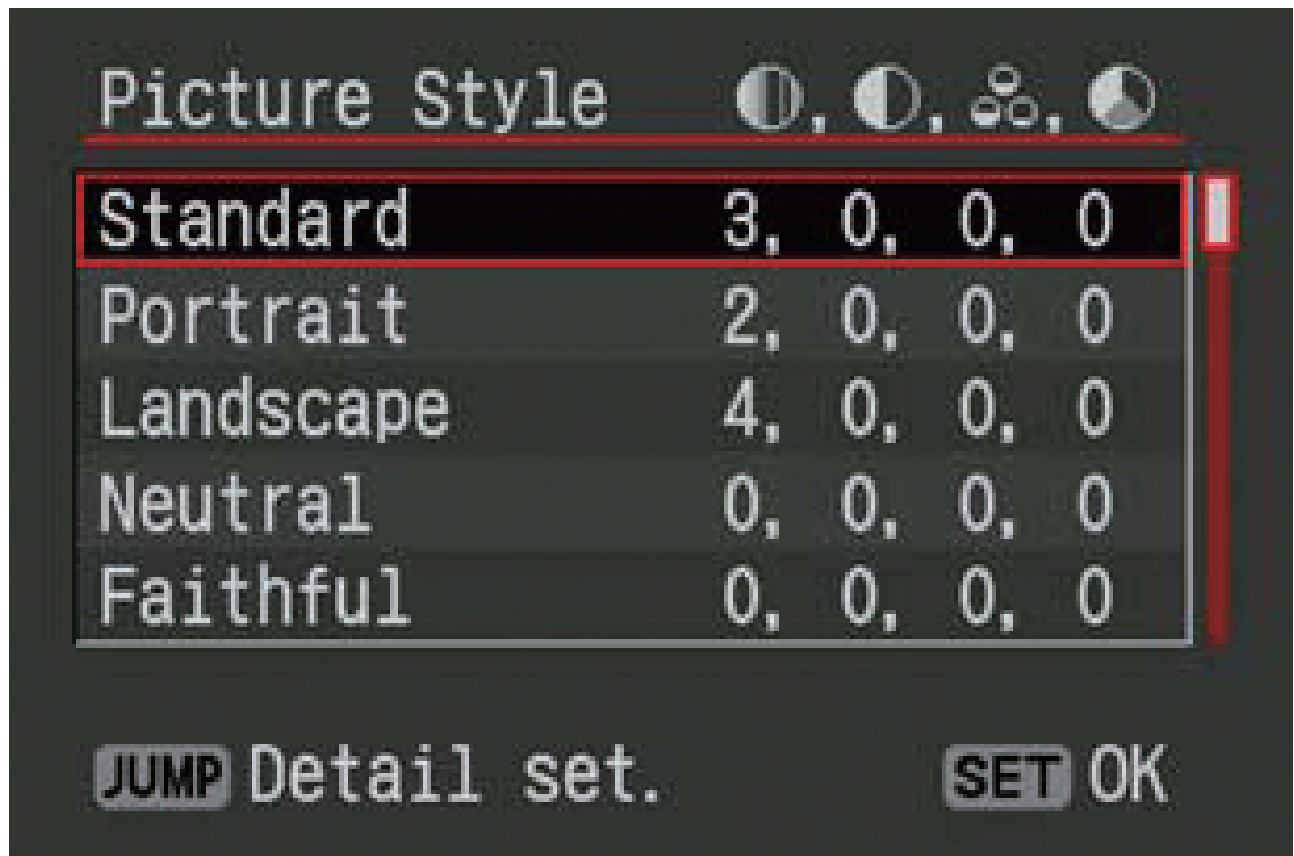 Picture Style , , ,
Standard 3, 0, 0, 0
Portrait 2, 0, 0, 0
Landscape 4, 0, 0, 0
Neutral 0, 0, 0, 0
Faithful 0, 0, 0, 0
JUMP Detail set. SET OK